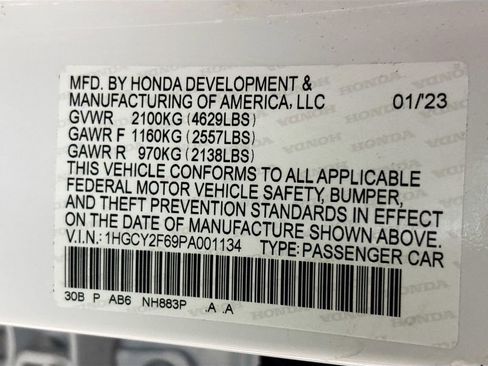 MFD. BY HONDA DEVELOPMENT &
MANUFACTURING OF AMERICA, LLC 01/'23
GVWR 2100KG (4629LBS)
GAWR F 1160KG (2557LBS)
GAWR R 970KG (2138LBS)
THIS VEHICLE CONFORMS TO ALL APPLICABLE
FEDERAL MOTOR VEHICLE SAFETY, BUMPER,
AND THEFT PREVENTION STANDARDS IN EFFECT
ON THE DATE OF MANUFACTURE SHOWN ABOVE.
V.I.N.: 1HGCY2F69PA001134 TYPE: PASSENGER CAR
30B P AB6 NH883P .A .A